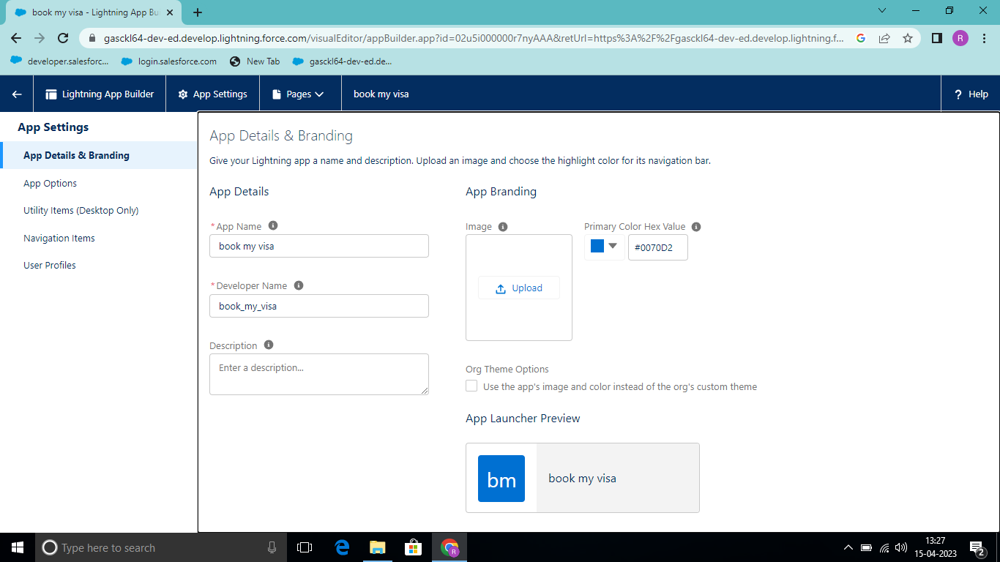 book my visa - Lightning App Bu
gasckl64-dev-ed.develop.lightning.force.com/visualEditor/appBuilder.app?id=02u5i000000r7nyAAA&retUrl=https%3A%2F%2Fgasckl64-dev-ed.develop.lightning.f...
R
developer.salesforc...
login.salesforce.com
New Tab
gasckl64-dev-ed.de...
Lightning App Builder
App Settings
Pages
book my visa
? Help
App Settings
App Details & Branding
App Options
Utility Items (Desktop Only)
Navigation Items
User Profiles
App Details & Branding
Give your Lightning app a name and description. Upload an image and choose the highlight color for its navigation bar.
App Details
*App Name
book my visa
*Developer Name
book_my_visa
Description
Enter a description...
App Branding
Image
Upload
Primary Color Hex Value
#0070D2
Org Theme Options
Use the app's image and color instead of the org's custom theme
App Launcher Preview
bm
book my visa
Type here to search
R
13:27
15-04-2023
2